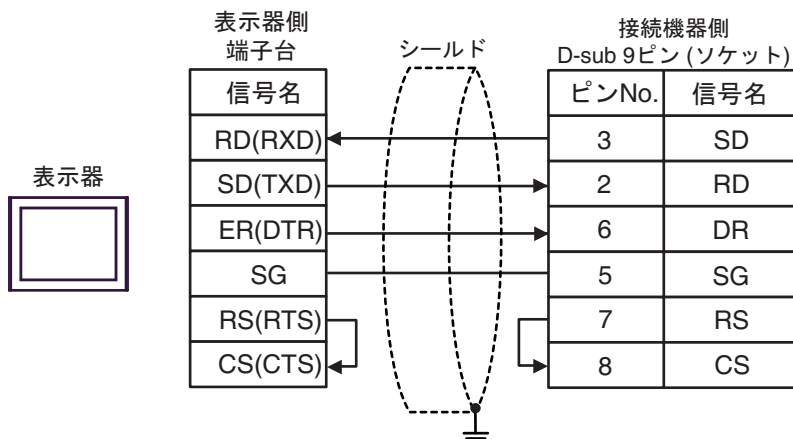 表示器側
端子台
シールド
接続機器側
D-sub 9ピン (ソケット)
信号名
ピンNo. 信号名
RD(RXD) 3 SD
表示器
SD(TXD) 2 RD
ER(DTR) 6 DR
SG 5 SG
RS(RTS) 7 RS
CS(CTS) 8 CS